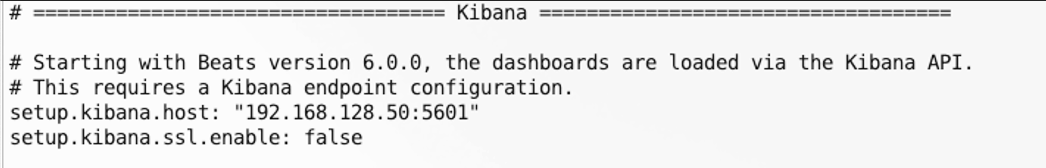 # =================================== Kibana ===================================
# Starting with Beats version 6.0.0, the dashboards are loaded via the Kibana API.
# This requires a Kibana endpoint configuration.
setup.kibana.host: "192.168.128.50:5601"
setup.kibana.ssl.enable: false